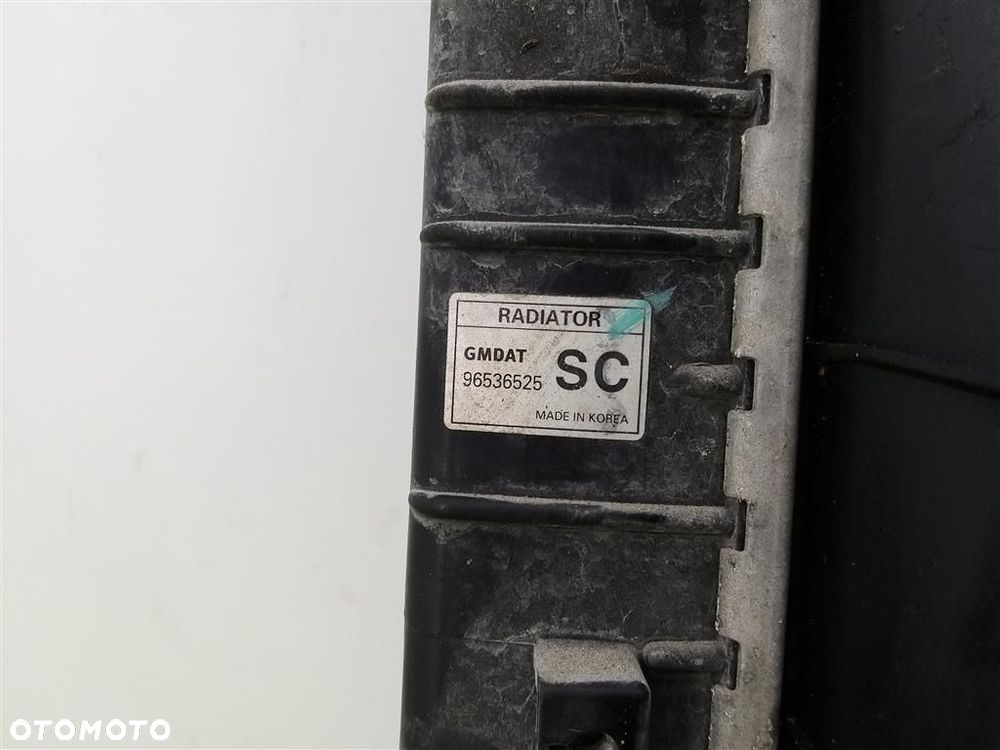 RADIATOR
GMDAT
96536525
SC
MADE IN KOREA
OTOMOTO